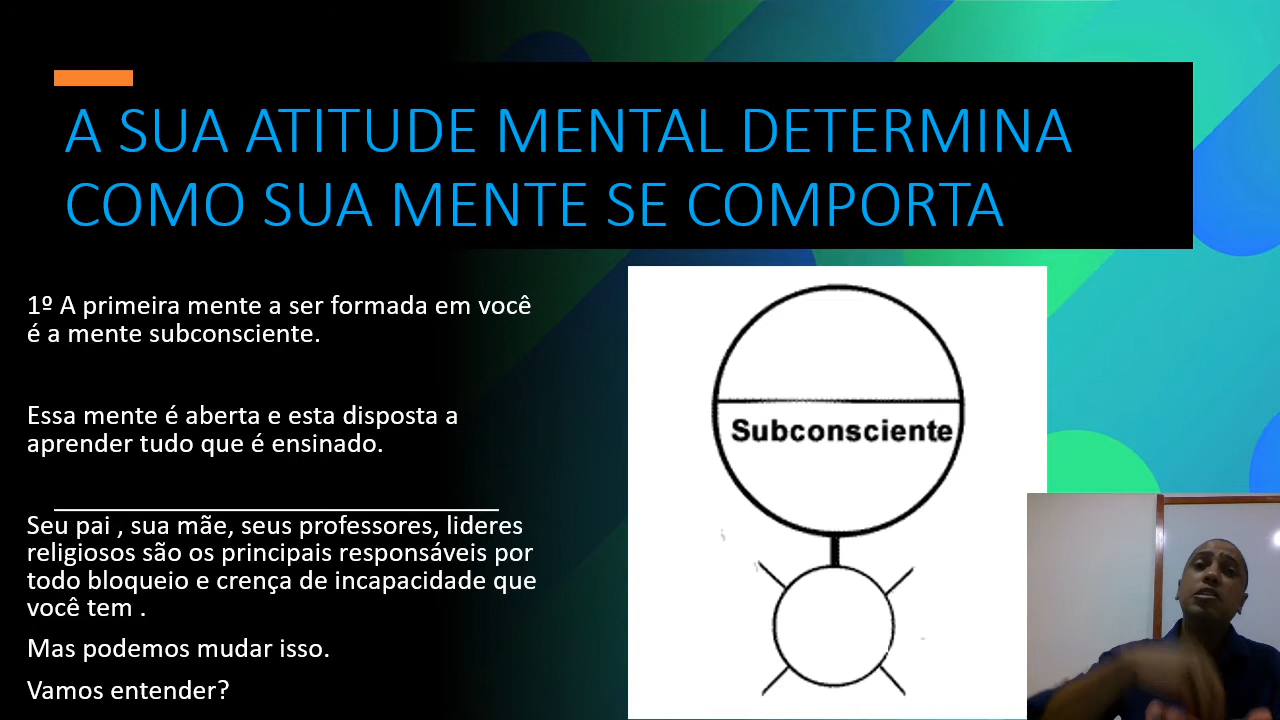 A SUA ATITUDE MENTAL DETERMINA
COMO SUA MENTE SE COMPORTA
1º A primeira mente a ser formada em você
é a mente subconsciente.
Essa mente é aberta e esta disposta a
aprender tudo que é ensinado.
Seu pai , sua mãe, seus professores, lideres
religiosos são os principais responsáveis por
todo bloqueio e crença de incapacidade que
você tem .
Mas podemos mudar isso.
Vamos entender?
Subconsciente